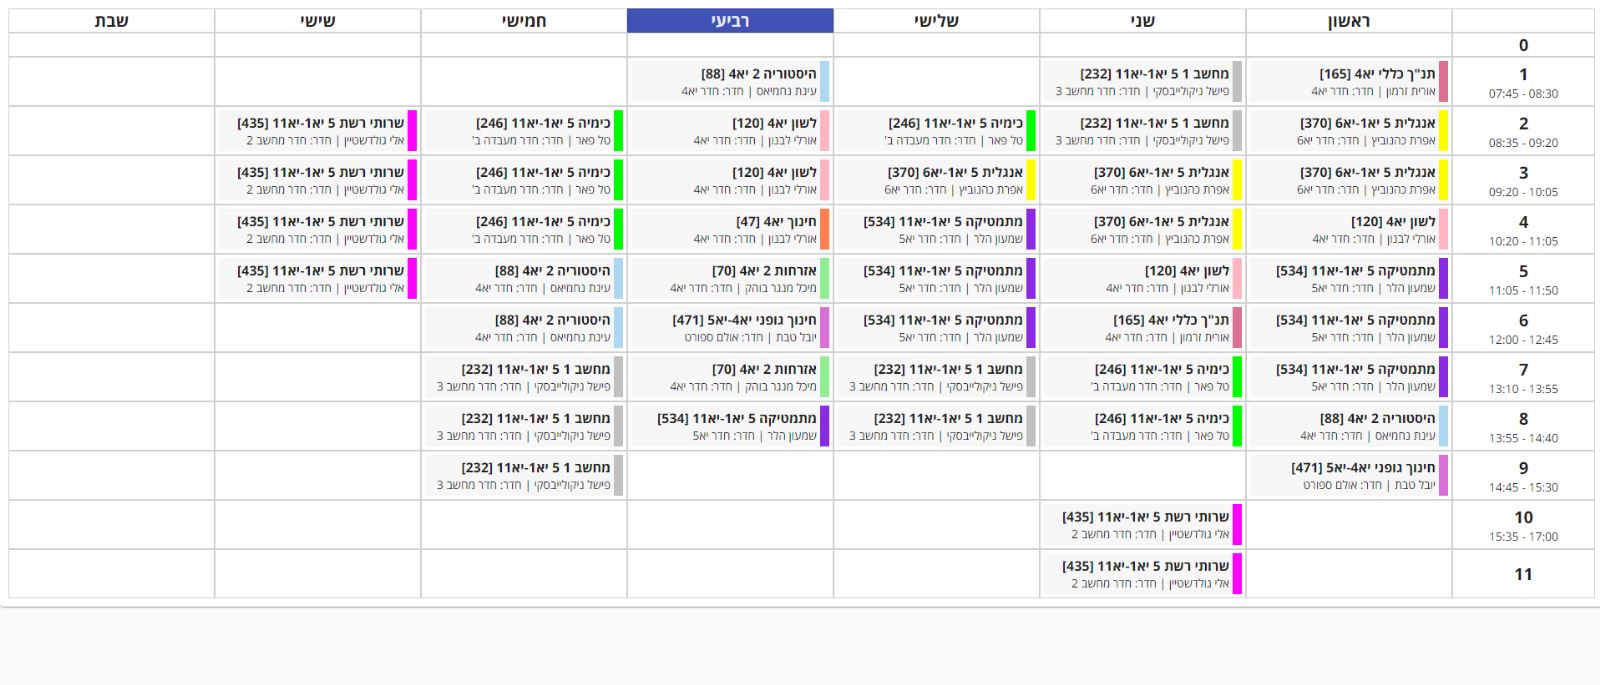 ראשון שני שלישי רביעי חמישי שישי שבת
0
1
07:45 - 08:30
תנ"ך כללי יא4 [165]
אורית זרמון | חדר: חדר יא4
מחשב 1 5 יא1-יא11 [232]
פישל ניקולייבסקי | חדר: חדר מחשב 3
היסטוריה 2 יא4 [88]
עינת נחמיאס | חדר: חדר יא4
2
08:35 - 09:20
אנגלית 5 יא1-יא6 [370]
אפרת כהנוביץ | חדר: חדר יא6
מחשב 1 5 יא1-יא11 [232]
פישל ניקולייבסקי | חדר: חדר מחשב 3
כימיה 5 יא1-יא11 [246]
טל פאר | חדר: חדר מעבדה ב'
לשון יא4 [120]
אורלי לבנון | חדר: חדר יא4
כימיה 5 יא1-יא11 [246]
טל פאר | חדר: חדר מעבדה ב'
שרותי רשת 5 יא1-יא11 [435]
אלי גולדשטיין | חדר: חדר מחשב 2
3
09:20 - 10:05
אנגלית 5 יא1-יא6 [370]
אפרת כהנוביץ | חדר: חדר יא6
אנגלית 5 יא1-יא6 [370]
אפרת כהנוביץ | חדר: חדר יא6
אנגלית 5 יא1-יא6 [370]
אפרת כהנוביץ | חדר: חדר יא6
לשון יא4 [120]
אורלי לבנון | חדר: חדר יא4
כימיה 5 יא1-יא11 [246]
טל פאר | חדר: חדר מעבדה ב'
שרותי רשת 5 יא1-יא11 [435]
אלי גולדשטיין | חדר: חדר מחשב 2
4
10:20 - 11:05
לשון יא4 [120]
אורלי לבנון | חדר: חדר יא4
אנגלית 5 יא1-יא6 [370]
אפרת כהנוביץ | חדר: חדר יא6
מתמטיקה 5 יא1-יא11 [534]
שמעון הלר | חדר: חדר יא5
חינוך יא4 [47]
אורלי לבנון | חדר: חדר יא4
כימיה 5 יא1-יא11 [246]
טל פאר | חדר: חדר מעבדה ב'
שרותי רשת 5 יא1-יא11 [435]
אלי גולדשטיין | חדר: חדר מחשב 2
5
11:05 - 11:50
מתמטיקה 5 יא1-יא11 [534]
שמעון הלר | חדר: חדר יא5
לשון יא4 [120]
אורלי לבנון | חדר: חדר יא4
מתמטיקה 5 יא1-יא11 [534]
שמעון הלר | חדר: חדר יא5
אזרחות 2 יא4 [70]
מיכל מנגר בוהק | חדר: חדר יא4
היסטוריה 2 יא4 [88]
עינת נחמיאס | חדר: חדר יא4
שרותי רשת 5 יא1-יא11 [435]
אלי גולדשטיין | חדר: חדר מחשב 2
6
12:00 - 12:45
מתמטיקה 5 יא1-יא11 [534]
שמעון הלר | חדר: חדר יא5
תנ"ך כללי יא4 [165]
אורית זרמון | חדר: חדר יא4
מתמטיקה 5 יא1-יא11 [534]
שמעון הלר | חדר: חדר יא5
חינוך גופני יא4-יא5 [471]
יובל טבת | חדר: אולם ספורט
היסטוריה 2 יא4 [88]
עינת נחמיאס | חדר: חדר יא4
7
13:10 - 13:55
מתמטיקה 5 יא1-יא11 [534]
שמעון הלר | חדר: חדר יא5
כימיה 5 יא1-יא11 [246]
טל פאר | חדר: חדר מעבדה ב'
מחשב 1 5 יא1-יא11 [232]
פישל ניקולייבסקי | חדר: חדר מחשב 3
אזרחות 2 יא4 [70]
מיכל מנגר בוהק | חדר: חדר יא4
מחשב 1 5 יא1-יא11 [232]
פישל ניקולייבסקי | חדר: חדר מחשב 3
8
13:55 - 14:40
היסטוריה 2 יא4 [88]
עינת נחמיאס | חדר: חדר יא4
כימיה 5 יא1-יא11 [246]
טל פאר | חדר: חדר מעבדה ב'
מחשב 1 5 יא1-יא11 [232]
פישל ניקולייבסקי | חדר: חדר מחשב 3
מתמטיקה 5 יא1-יא11 [534]
שמעון הלר | חדר: חדר יא5
מחשב 1 5 יא1-יא11 [232]
פישל ניקולייבסקי | חדר: חדר מחשב 3
9
14:45 - 15:30
חינוך גופני יא4-יא5 [471]
יובל טבת | חדר: אולם ספורט
מחשב 1 5 יא1-יא11 [232]
פישל ניקולייבסקי | חדר: חדר מחשב 3
10
15:35 - 17:00
שרותי רשת 5 יא1-יא11 [435]
אלי גולדשטיין | חדר: חדר מחשב 2
11
שרותי רשת 5 יא1-יא11 [435]
אלי גולדשטיין | חדר: חדר מחשב 2